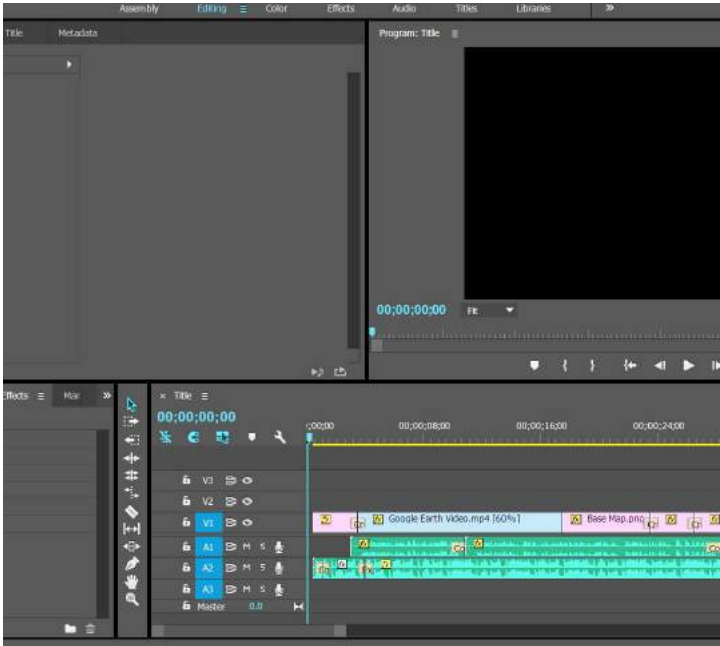 Assembly Editing Color Effects Audio Titles Libraries »
Title Metadata
Program: Title
00;00;00;00 Fit
Effects Mar »
× Title
00;00;00;00
;00;00 00;00;08;00 00;00;16;00 00;00;24;00
V3
V2
V1 Google Earth Video.mp4 [60%] Base Map.png
A1 M S
A2 M S
A3 M S
Master 0.0